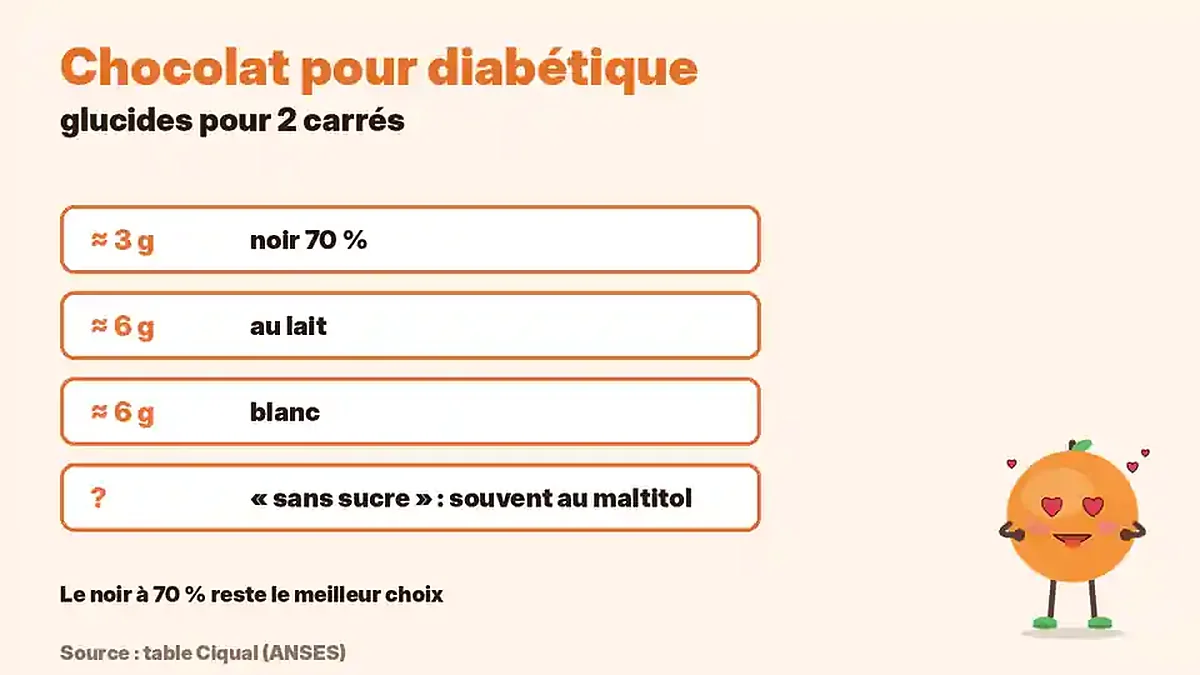 Chocolat pour diabétique
glucides pour 2 carrés
≈ 3 g noir 70 %
≈ 6 g au lait
≈ 6 g blanc
? « sans sucre » : souvent au maltitol
Le noir à 70 % reste le meilleur choix
Source : table Ciqual (ANSES)